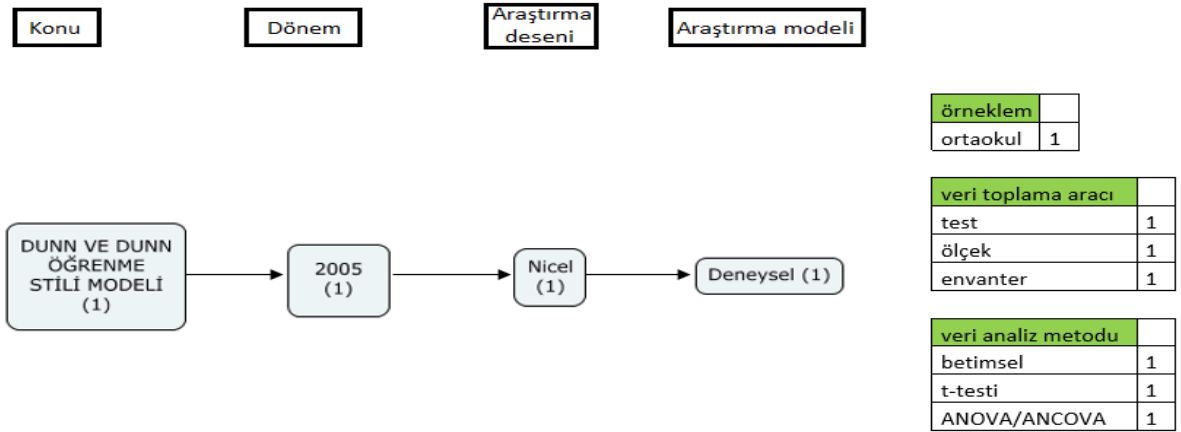 Konu
Dönem
Araştırma
deseni
Araştırma modeli
örneklem
ortaokul 1
veri toplama aracı
test 1
ölçek 1
envanter 1
DUNN VE DUNN
ÖĞRENME
STİLİ MODELİ
(1)
2005
(1)
Nicel
(1)
Deneysel (1)
veri analiz metodu
betimsel 1
t-testi 1
ANOVA/ANCOVA 1